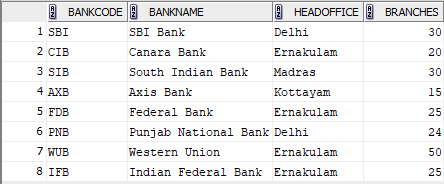 BANKCODE BANKNAME HEADOFFICE BRANCHES
1 SBI SBI Bank Delhi 30
2 CIB Canara Bank Ernakulam 20
3 SIB South Indian Bank Madras 30
4 AXB Axis Bank Kottayam 15
5 FDB Federal Bank Ernakulam 25
6 PNB Punjab National Bank Delhi 24
7 WUB Western Union Ernakulam 50
8 IFB Indian Federal Bank Ernakulam 25